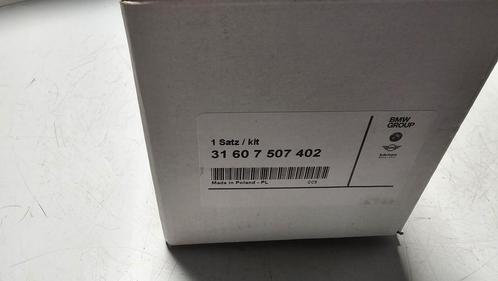 1 Satz / kit
31 60 7 507 402
Made in Poland - PL
BMW
GROUP